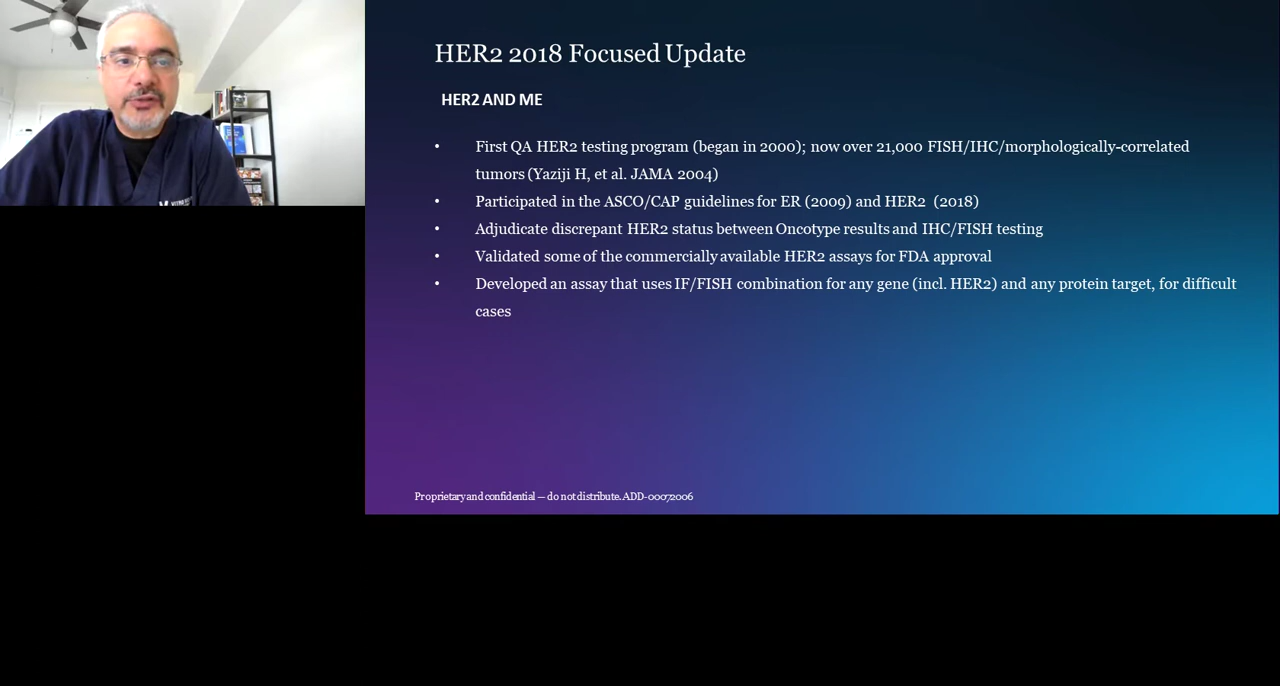 HER2 2018 Focused Update
HER2 AND ME
• First QA HER2 testing program (began in 2000); now over 21,000 FISH/IHC/morphologically-correlated
tumors (Yaziji H, et al. JAMA 2004)
• Participated in the ASCO/CAP guidelines for ER (2009) and HER2 (2018)
• Adjudicate discrepant HER2 status between Oncotype results and IHC/FISH testing
• Validated some of the commercially available HER2 assays for FDA approval
• Developed an assay that uses IF/FISH combination for any gene (incl. HER2) and any protein target, for difficult
cases
Proprietary and confidential — do not distribute. ADD-00072006